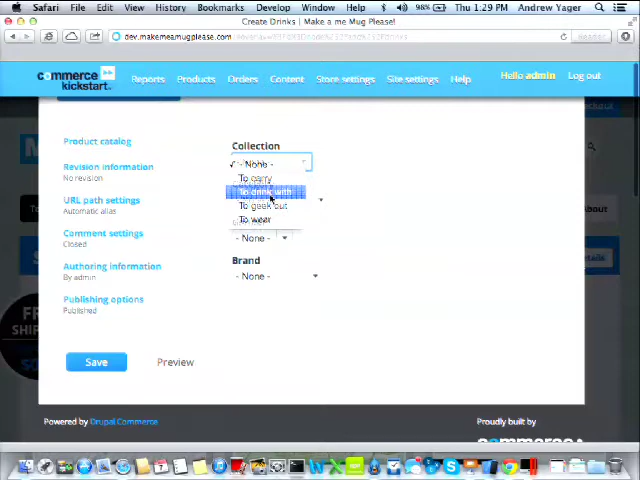 Safari File Edit View History Bookmarks Develop Window Help 98% Thu 1:29 PM Andrew Yager
Create Drinks | Make a me Mug Please!
dev.makemeamugplease.com
Reader
commerce kickstart
Reports Products Orders Content Store settings Site settings Help Hello admin Log out
Product catalog
Revision information
No revision
URL path settings
Automatic alias
Comment settings
Closed
Authoring information
By admin
Publishing options
Published
Collection
- None -
To carry
To drink with
To geek out
To wear
- None -
Brand
- None -
Save Preview
About
FR
SHIP
Powered by Drupal Commerce
Proudly built by